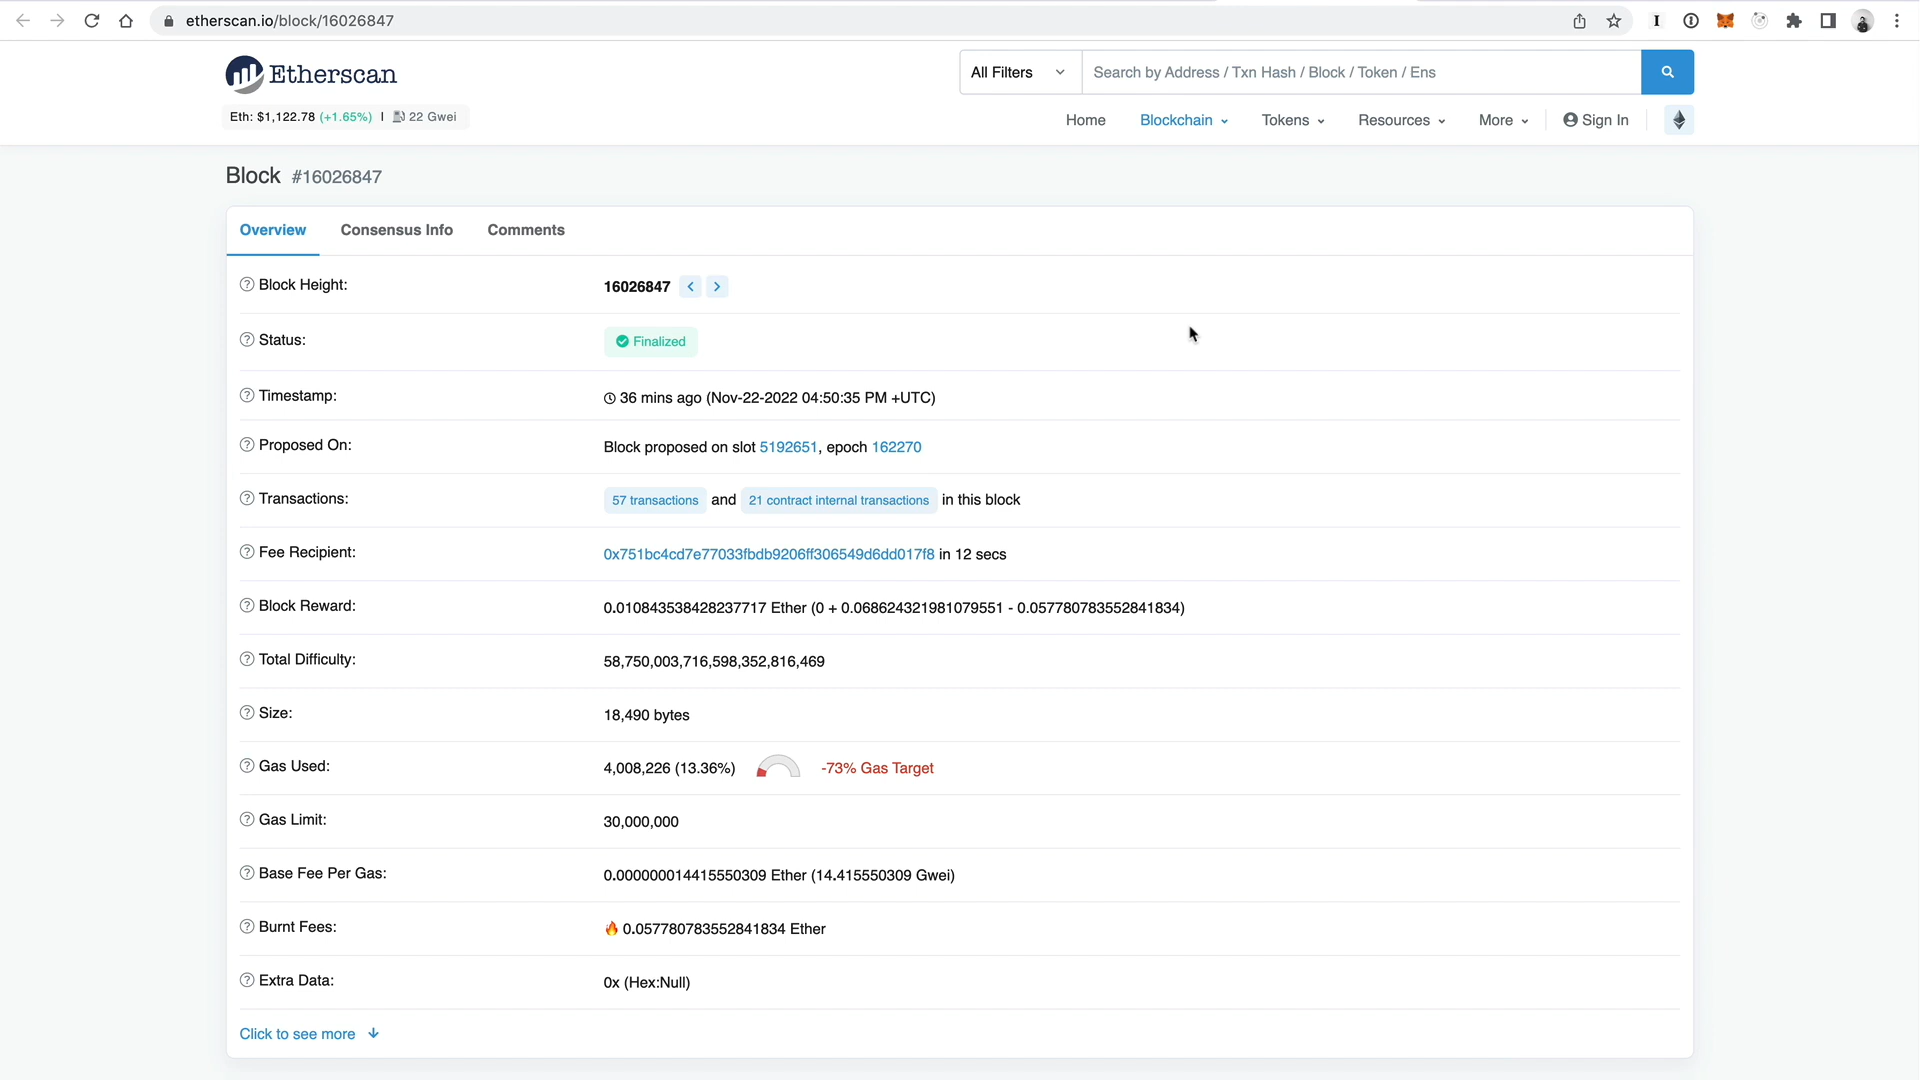 etherscan.io/block/16026847
Etherscan
All Filters
Search by Address / Txn Hash / Block / Token / Ens
Eth: $1,122.78 (+1.65%) | 22 Gwei
Home Blockchain Tokens Resources More Sign In
Block #16026847
Overview Consensus Info Comments
Block Height: 16026847
Status: Finalized
Timestamp: 36 mins ago (Nov-22-2022 04:50:35 PM +UTC)
Proposed On: Block proposed on slot 5192651, epoch 162270
Transactions: 57 transactions and 21 contract internal transactions in this block
Fee Recipient: 0x751bc4cd7e77033fbdb9206ff306549d6dd017f8 in 12 secs
Block Reward: 0.010843538428237717 Ether (0 + 0.068624321981079551 - 0.057780783552841834)
Total Difficulty: 58,750,003,716,598,352,816,469
Size: 18,490 bytes
Gas Used: 4,008,226 (13.36%) -73% Gas Target
Gas Limit: 30,000,000
Base Fee Per Gas: 0.000000014415550309 Ether (14.415550309 Gwei)
Burnt Fees: 🔥 0.057780783552841834 Ether
Extra Data: 0x (Hex:Null)
Click to see more